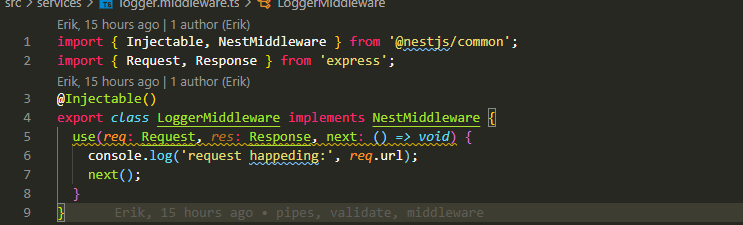 src > services > TS logger.middleware.ts > LoggerMiddleware
Erik, 15 hours ago | 1 author (Erik)
1 import { Injectable, NestMiddleware } from '@nestjs/common';
2 import { Request, Response } from 'express';
Erik, 15 hours ago | 1 author (Erik)
3 @Injectable()
4 export class LoggerMiddleware implements NestMiddleware {
5 use(req: Request, res: Response, next: () => void) {
6 console.log('request happeding:', req.url);
7 next();
8 }
9 } Erik, 15 hours ago • pipes, validate, middleware